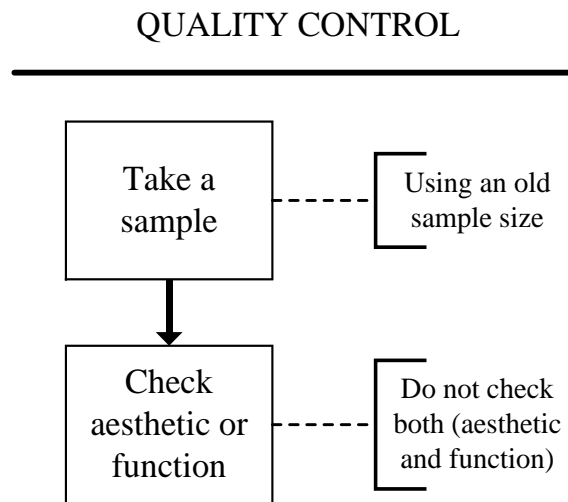 QUALITY CONTROL
Take a
sample
Using an old
sample size
Check
aesthetic or
function
Do not check
both (aesthetic
and function)